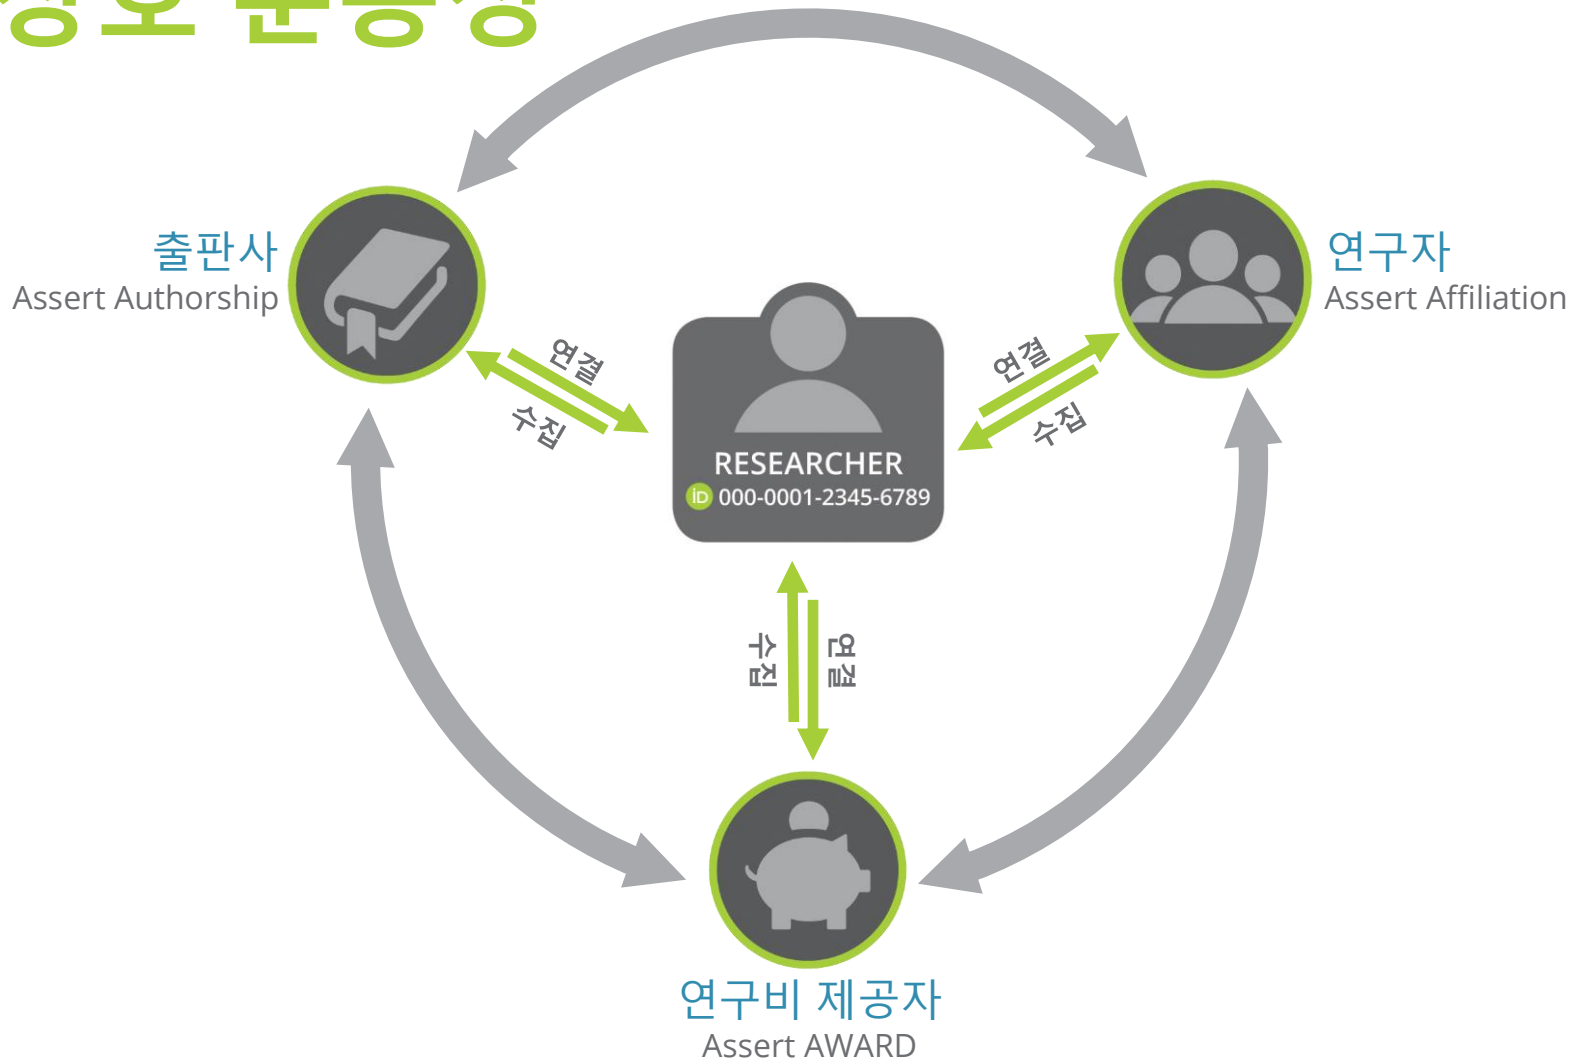 출판사
Assert Authorship
연구자
Assert Affiliation
연결
수집
연결
수집
RESEARCHER
iD 000-0001-2345-6789
수집
연결
연구비 제공자
Assert AWARD